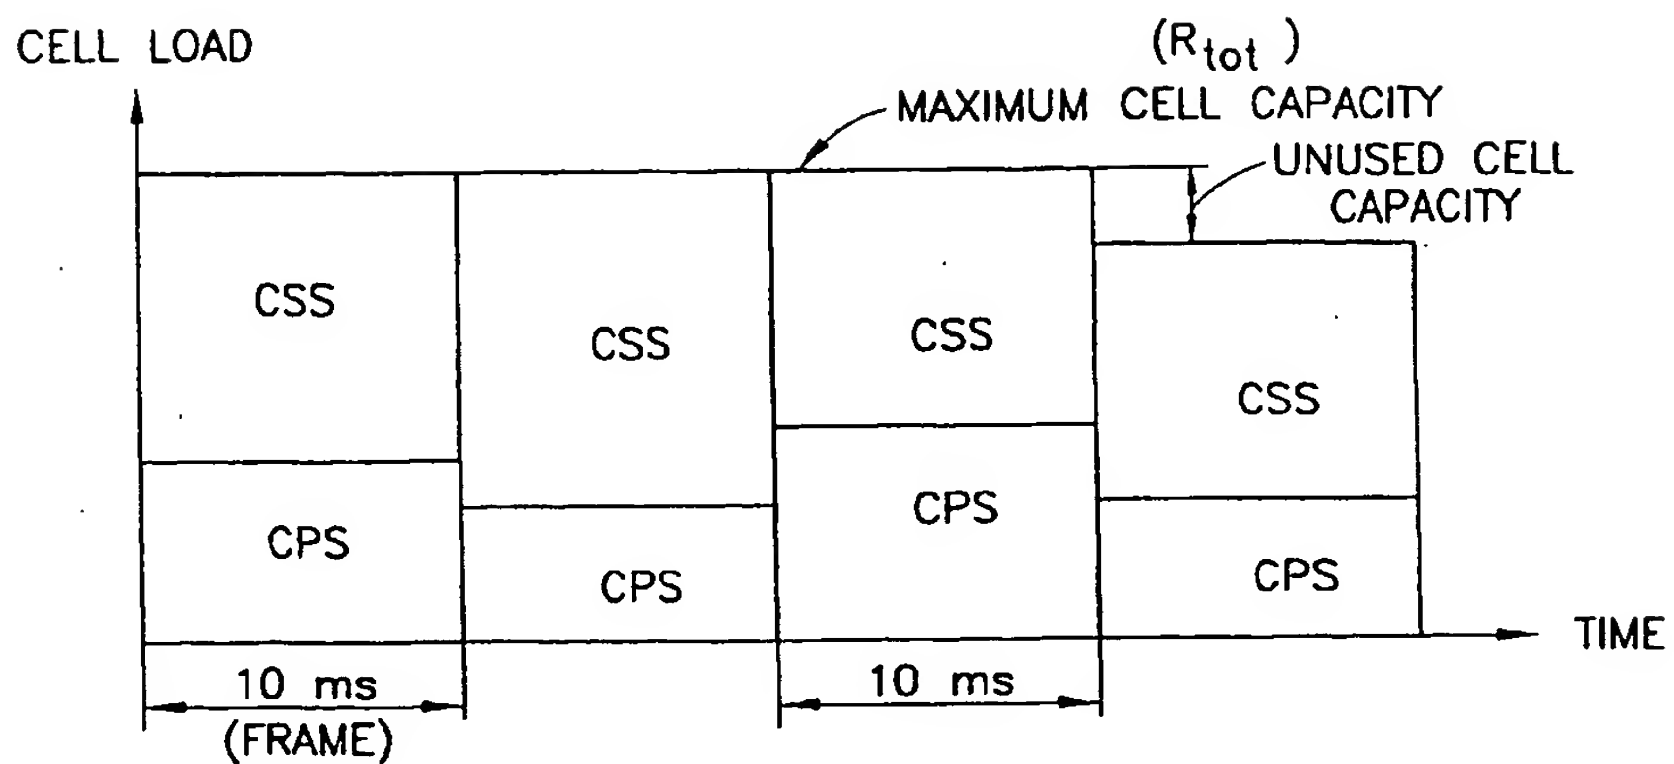 CELL LOAD
(Rtot )
MAXIMUM CELL CAPACITY
UNUSED CELL
CAPACITY
CSS
CSS
CSS
CSS
CPS
CPS
CPS
CPS
TIME
10 ms
(FRAME)
10 ms